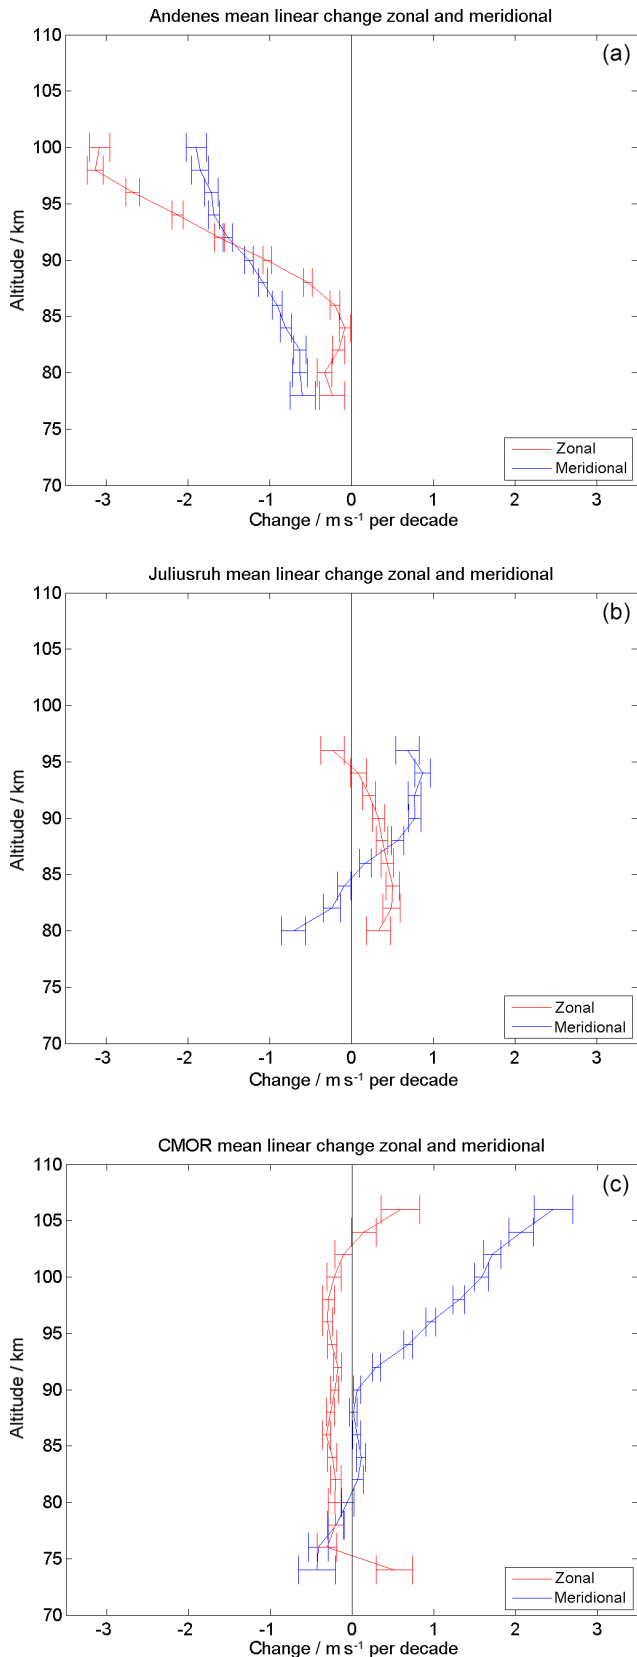 Andenes mean linear change zonal and meridional
(a)
110
105
100
95
90
85
80
75
70
Altitude / km
-3 -2 -1 0 1 2 3
Change / m s⁻¹ per decade
Zonal
Meridional
Juliusruh mean linear change zonal and meridional
(b)
110
105
100
95
90
85
80
75
70
Altitude / km
-3 -2 -1 0 1 2 3
Change / m s⁻¹ per decade
Zonal
Meridional
CMOR mean linear change zonal and meridional
(c)
110
105
100
95
90
85
80
75
70
Altitude / km
-3 -2 -1 0 1 2 3
Change / m s⁻¹ per decade
Zonal
Meridional